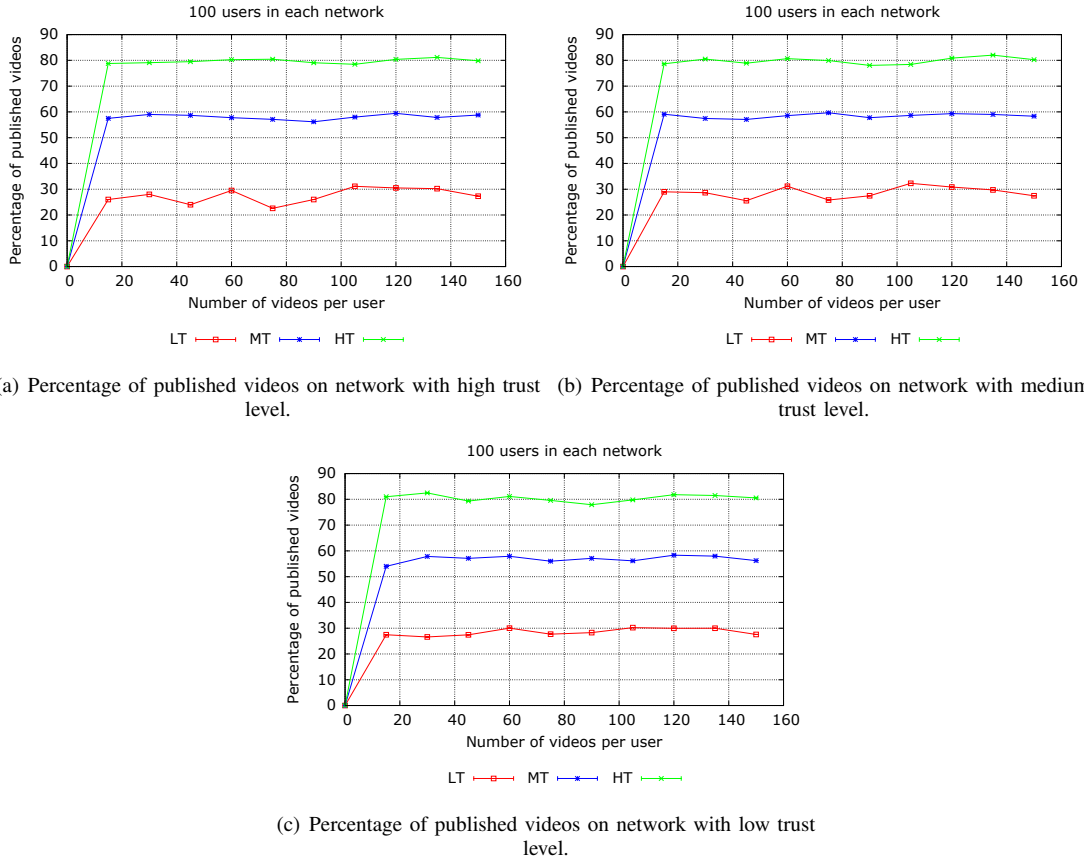 100 users in each network
Percentage of published videos
90
80
70
60
50
40
30
20
10
0
0 20 40 60 80 100 120 140 160
Number of videos per user
LT MT HT
(a) Percentage of published videos on network with high trust
level.
100 users in each network
Percentage of published videos
90
80
70
60
50
40
30
20
10
0
0 20 40 60 80 100 120 140 160
Number of videos per user
LT MT HT
(b) Percentage of published videos on network with medium
trust level.
100 users in each network
Percentage of published videos
90
80
70
60
50
40
30
20
10
0
0 20 40 60 80 100 120 140 160
Number of videos per user
LT MT HT
(c) Percentage of published videos on network with low trust
level.